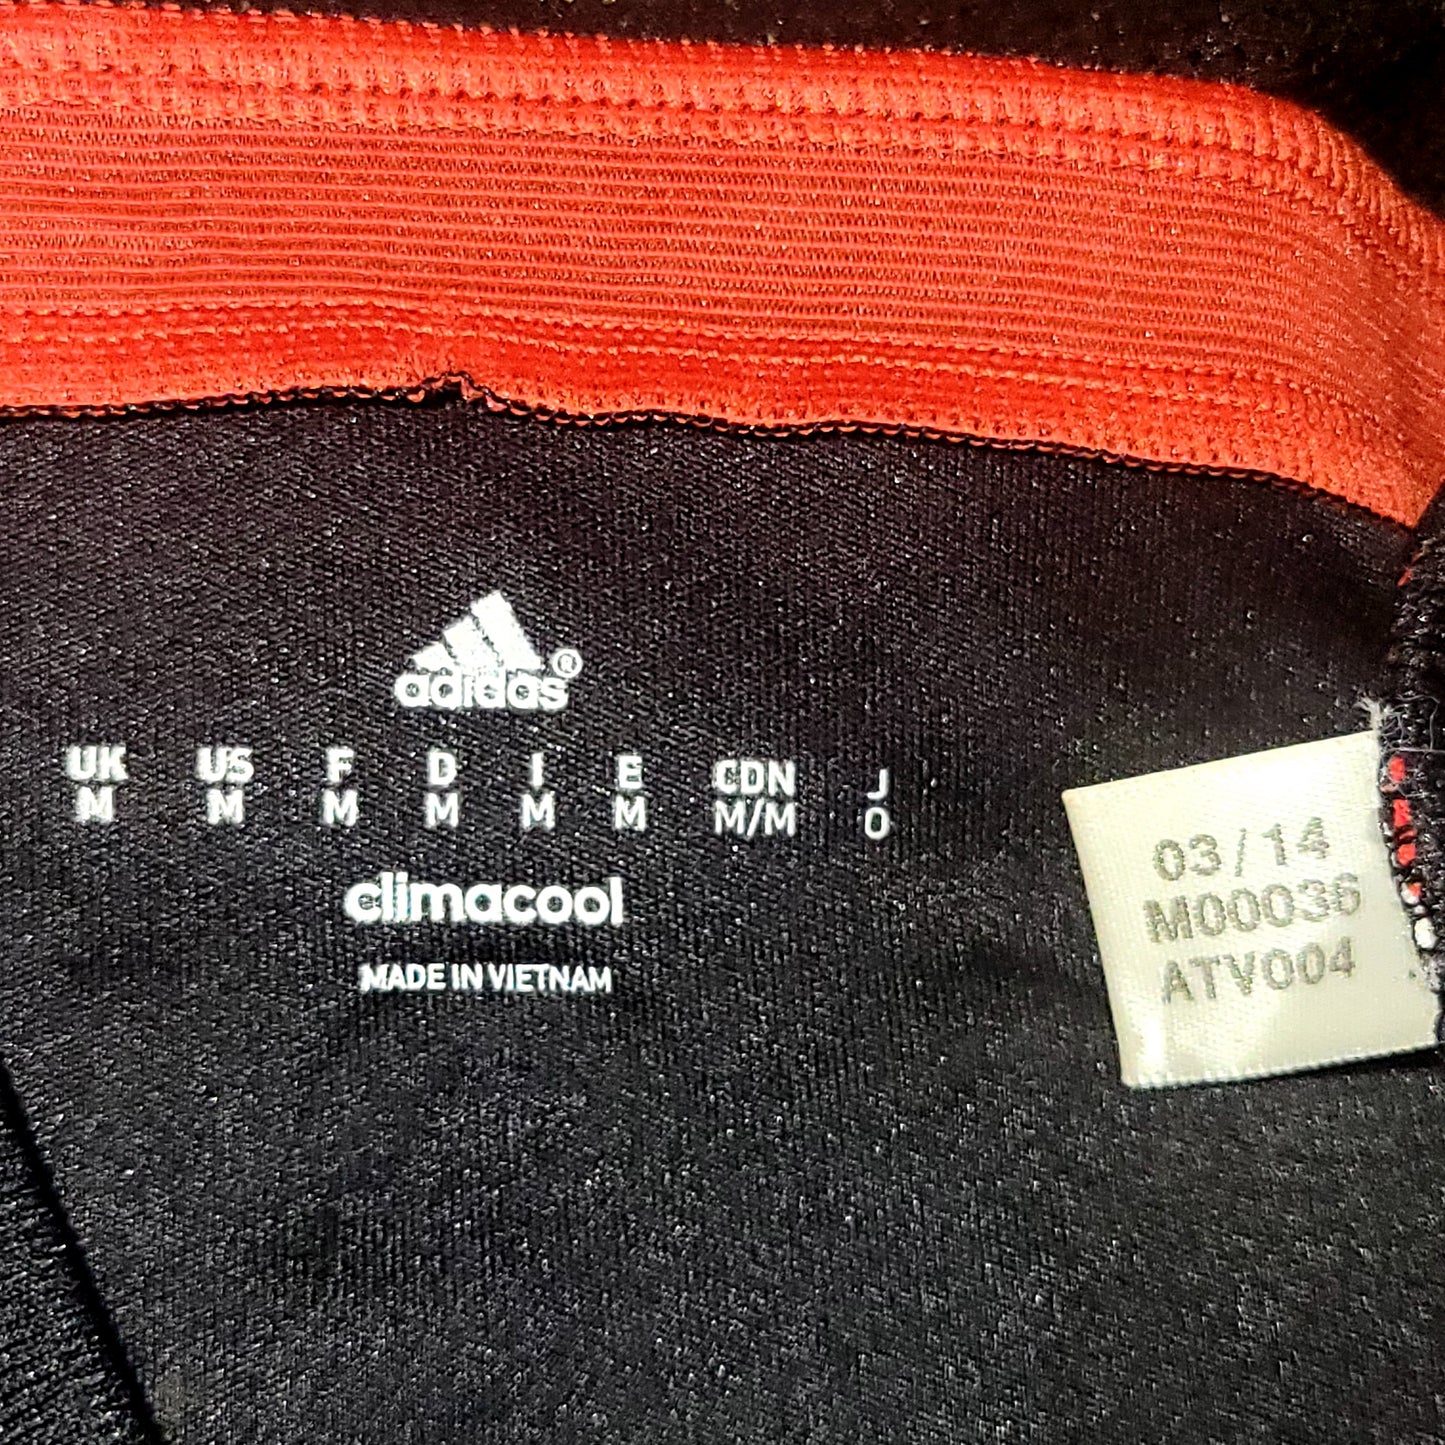 adidas®
UK US F D I E CDN J
M M M M M M M/M O
climacool
MADE IN VIETNAM
03/14
M00036
ATV004